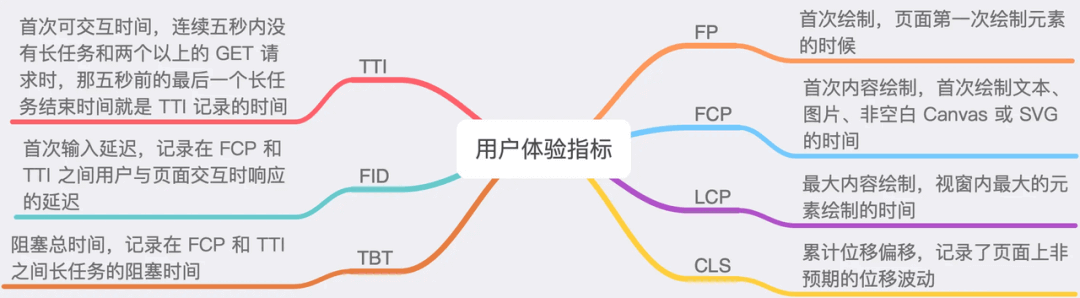 用户体验指标
TTI
首次可交互时间，连续五秒内没
有长任务和两个以上的 GET 请
求时，那五秒前的最后一个长任
务结束时间就是 TTI 记录的时间
FID
首次输入延迟，记录在 FCP 和
TTI 之间用户与页面交互时响应
的延迟
TBT
阻塞总时间，记录在 FCP 和 TTI
之间长任务的阻塞时间
FP
首次绘制，页面第一次绘制元素
的时候
FCP
首次内容绘制，首次绘制文本、
图片、非空白 Canvas 或 SVG
的时间
LCP
最大内容绘制，视窗内最大的元
素绘制的时间
CLS
累计位移偏移，记录了页面上非
预期的位移波动